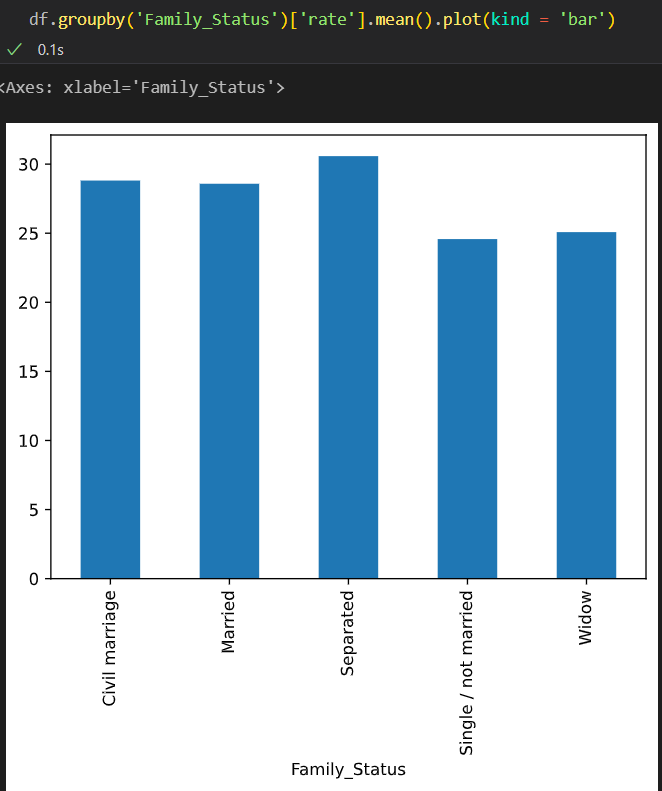 df.groupby('Family_Status')['rate'].mean().plot(kind = 'bar')
✓ 0.1s
<Axes: xlabel='Family_Status'>
30
25
20
15
10
5
0
Civil marriage
Married
Separated
Single / not married
Widow
Family_Status